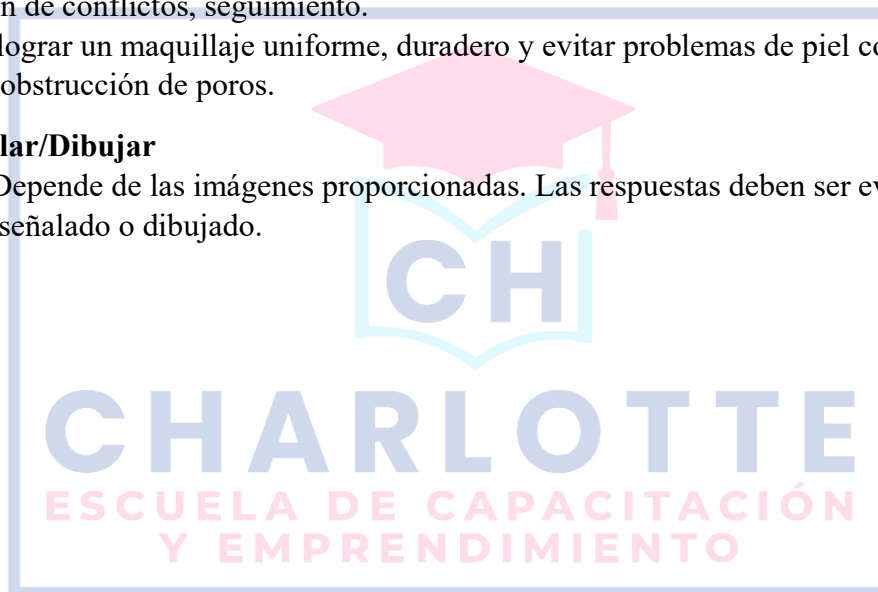 n de conflictos, seguimiento.
lograr un maquillaje uniforme, duradero y evitar problemas de piel co
obstrucción de poros.
lar/Dibujar
Depende de las imágenes proporcionadas. Las respuestas deben ser ev
señalado o dibujado.
CH
CHARLOTTE
ESCUELA DE CAPACITACIÓN
Y EMPRENDIMIENTO